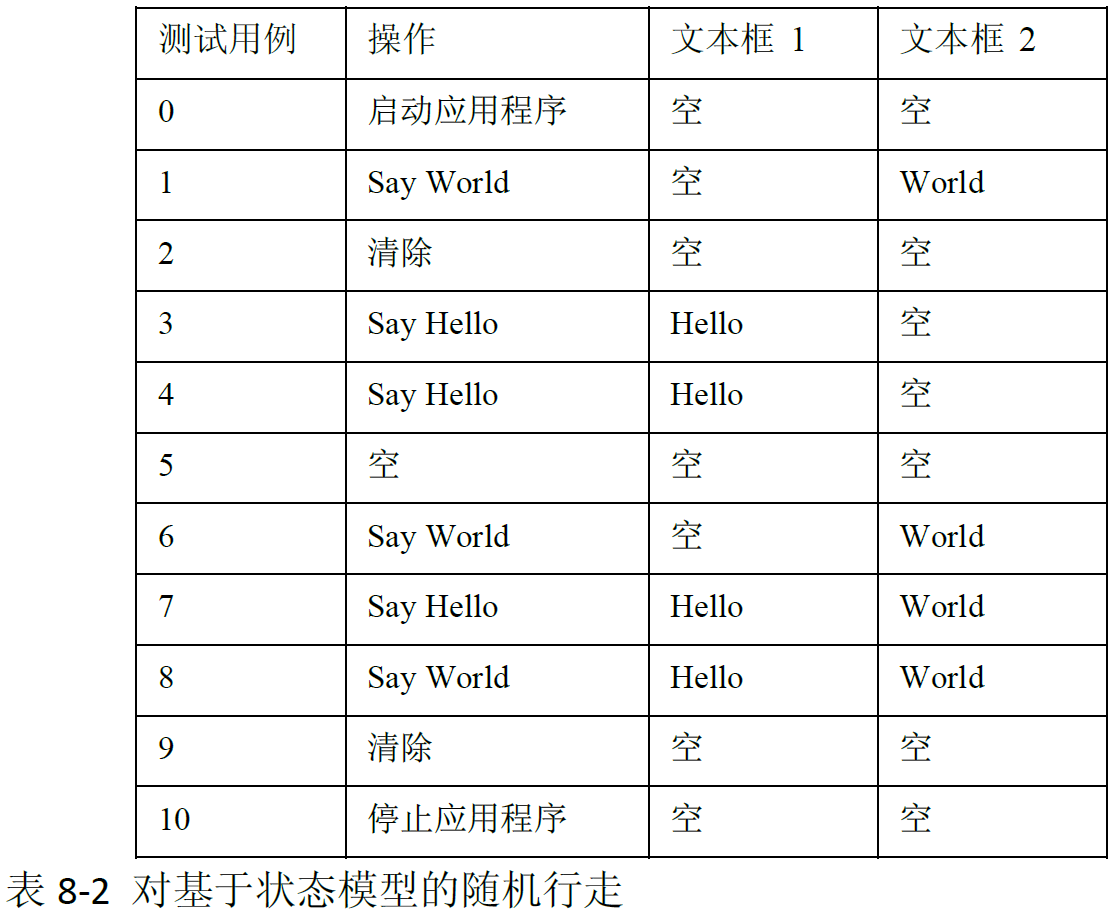 测试用例 操作 文本框 1 文本框 2
0 启动应用程序 空 空
1 Say World 空 World
2 清除 空 空
3 Say Hello Hello 空
4 Say Hello Hello 空
5 空 空 空
6 Say World 空 World
7 Say Hello Hello World
8 Say World Hello World
9 清除 空 空
10 停止应用程序 空 空
表 8-2 对基于状态模型的随机行走